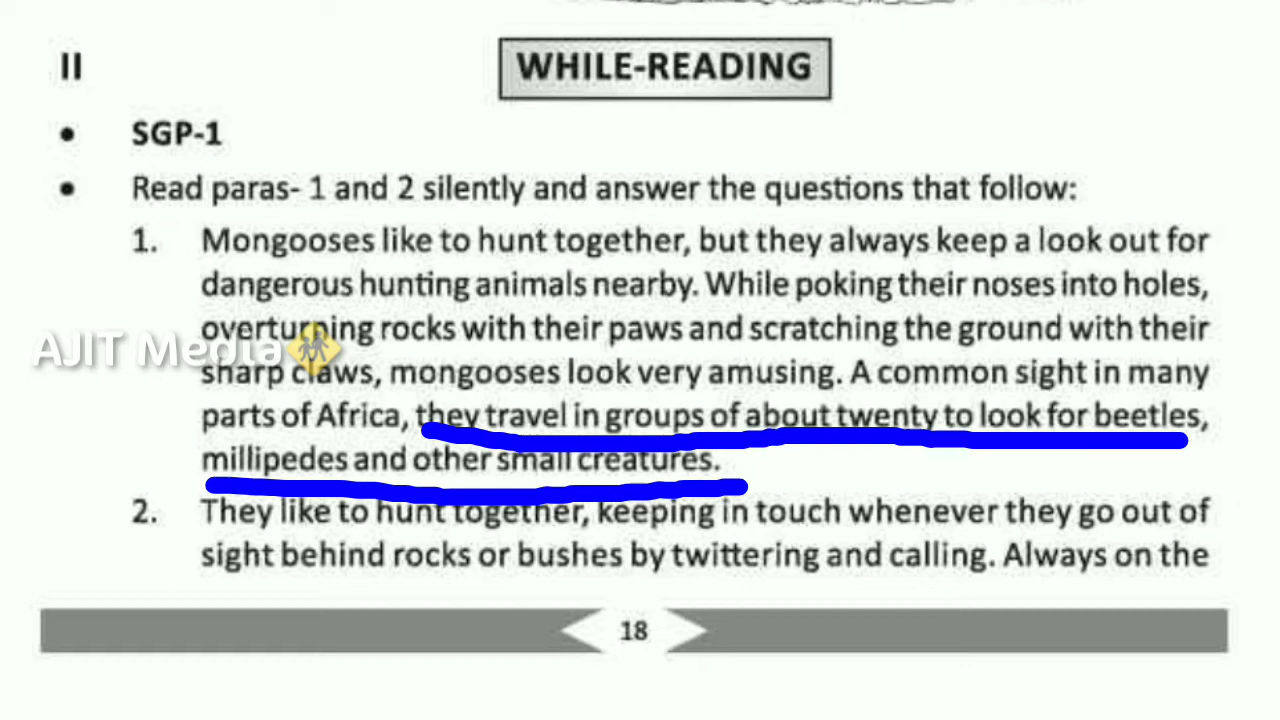 II
WHILE-READING
• SGP-1
• Read paras- 1 and 2 silently and answer the questions that follow:
1. Mongooses like to hunt together, but they always keep a look out for
dangerous hunting animals nearby. While poking their noses into holes,
overturning rocks with their paws and scratching the ground with their
AJIT Media
sharp claws, mongooses look very amusing. A common sight in many
parts of Africa, they travel in groups of about twenty to look for beetles,
millipedes and other small creatures.
2. They like to hunt together, keeping in touch whenever they go out of
sight behind rocks or bushes by twittering and calling. Always on the
18